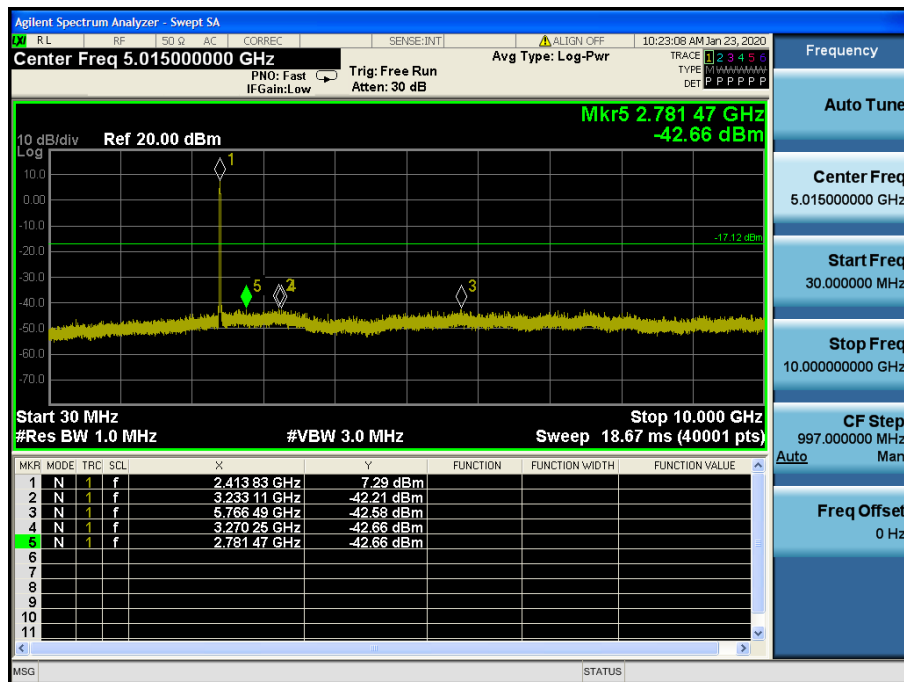 Agilent Spectrum Analyzer - Swept SA
LXI RL RF 50 Ω AC CORREC SENSE:INT ALIGN OFF 10:23:08 AM Jan 23, 2020
Center Freq 5.015000000 GHz
PNO: Fast
IFGain:Low
Trig: Free Run
Atten: 30 dB
Avg Type: Log-Pwr
TRACE 1 2 3 4 5 6
TYPE M W W W W W
DET P P P P P P
Mkr5 2.781 47 GHz
-42.66 dBm
10 dB/div Ref 20.00 dBm
Log
10.0
0.00
-10.0
-20.0
-30.0
-40.0
-50.0
-60.0
-70.0
1
-17.12 dBm
5
2
4
3
Start 30 MHz Stop 10.000 GHz
#Res BW 1.0 MHz #VBW 3.0 MHz Sweep 18.67 ms (40001 pts)
MKR MODE TRC SCL X Y FUNCTION FUNCTION WIDTH FUNCTION VALUE
1 N 1 f 2.413 83 GHz 7.29 dBm
2 N 1 f 3.233 11 GHz -42.21 dBm
3 N 1 f 5.766 49 GHz -42.58 dBm
4 N 1 f 3.270 25 GHz -42.66 dBm
5 N 1 f 2.781 47 GHz -42.66 dBm
6
7
8
9
10
11
MSG STATUS
Frequency
Auto Tune
Center Freq
5.015000000 GHz
Start Freq
30.000000 MHz
Stop Freq
10.000000000 GHz
CF Step
997.000000 MHz
Auto Man
Freq Offset
0 Hz